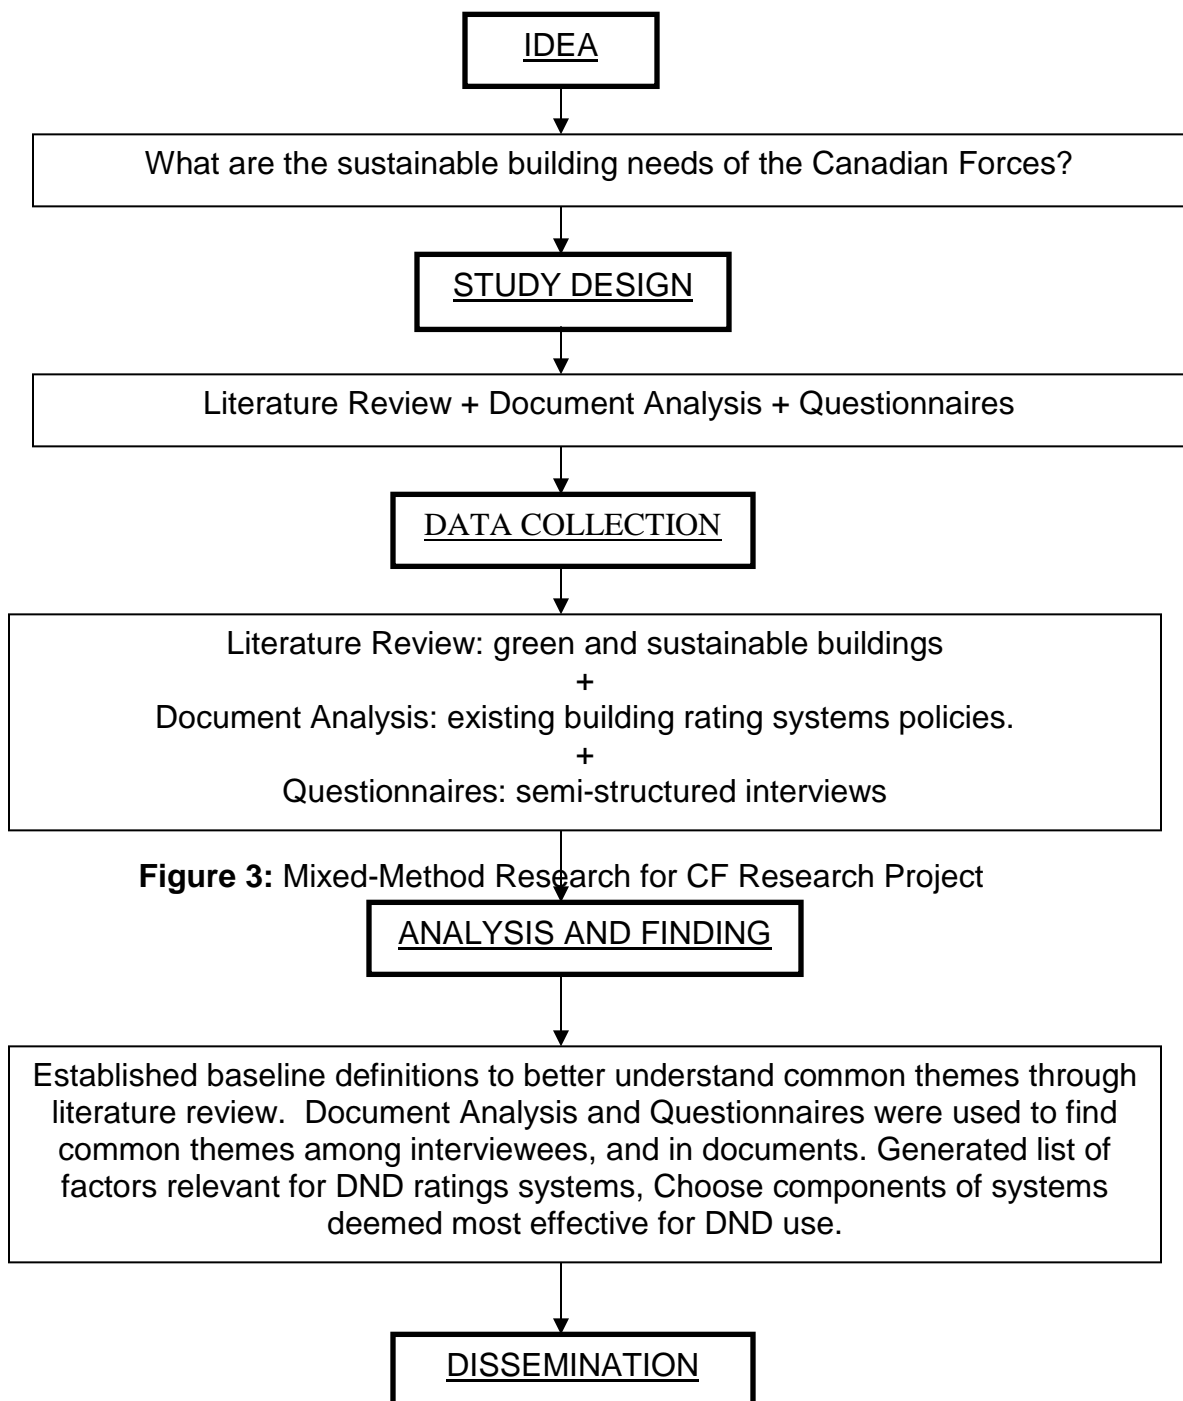 IDEA
What are the sustainable building needs of the Canadian Forces?
STUDY DESIGN
Literature Review + Document Analysis + Questionnaires
DATA COLLECTION
Literature Review: green and sustainable buildings
+
Document Analysis: existing building rating systems policies.
+
Questionnaires: semi-structured interviews
Figure 3: Mixed-Method Research for CF Research Project
ANALYSIS AND FINDING
Established baseline definitions to better understand common themes through
literature review.  Document Analysis and Questionnaires were used to find
common themes among interviewees, and in documents. Generated list of
factors relevant for DND ratings systems, Choose components of systems
deemed most effective for DND use.
DISSEMINATION